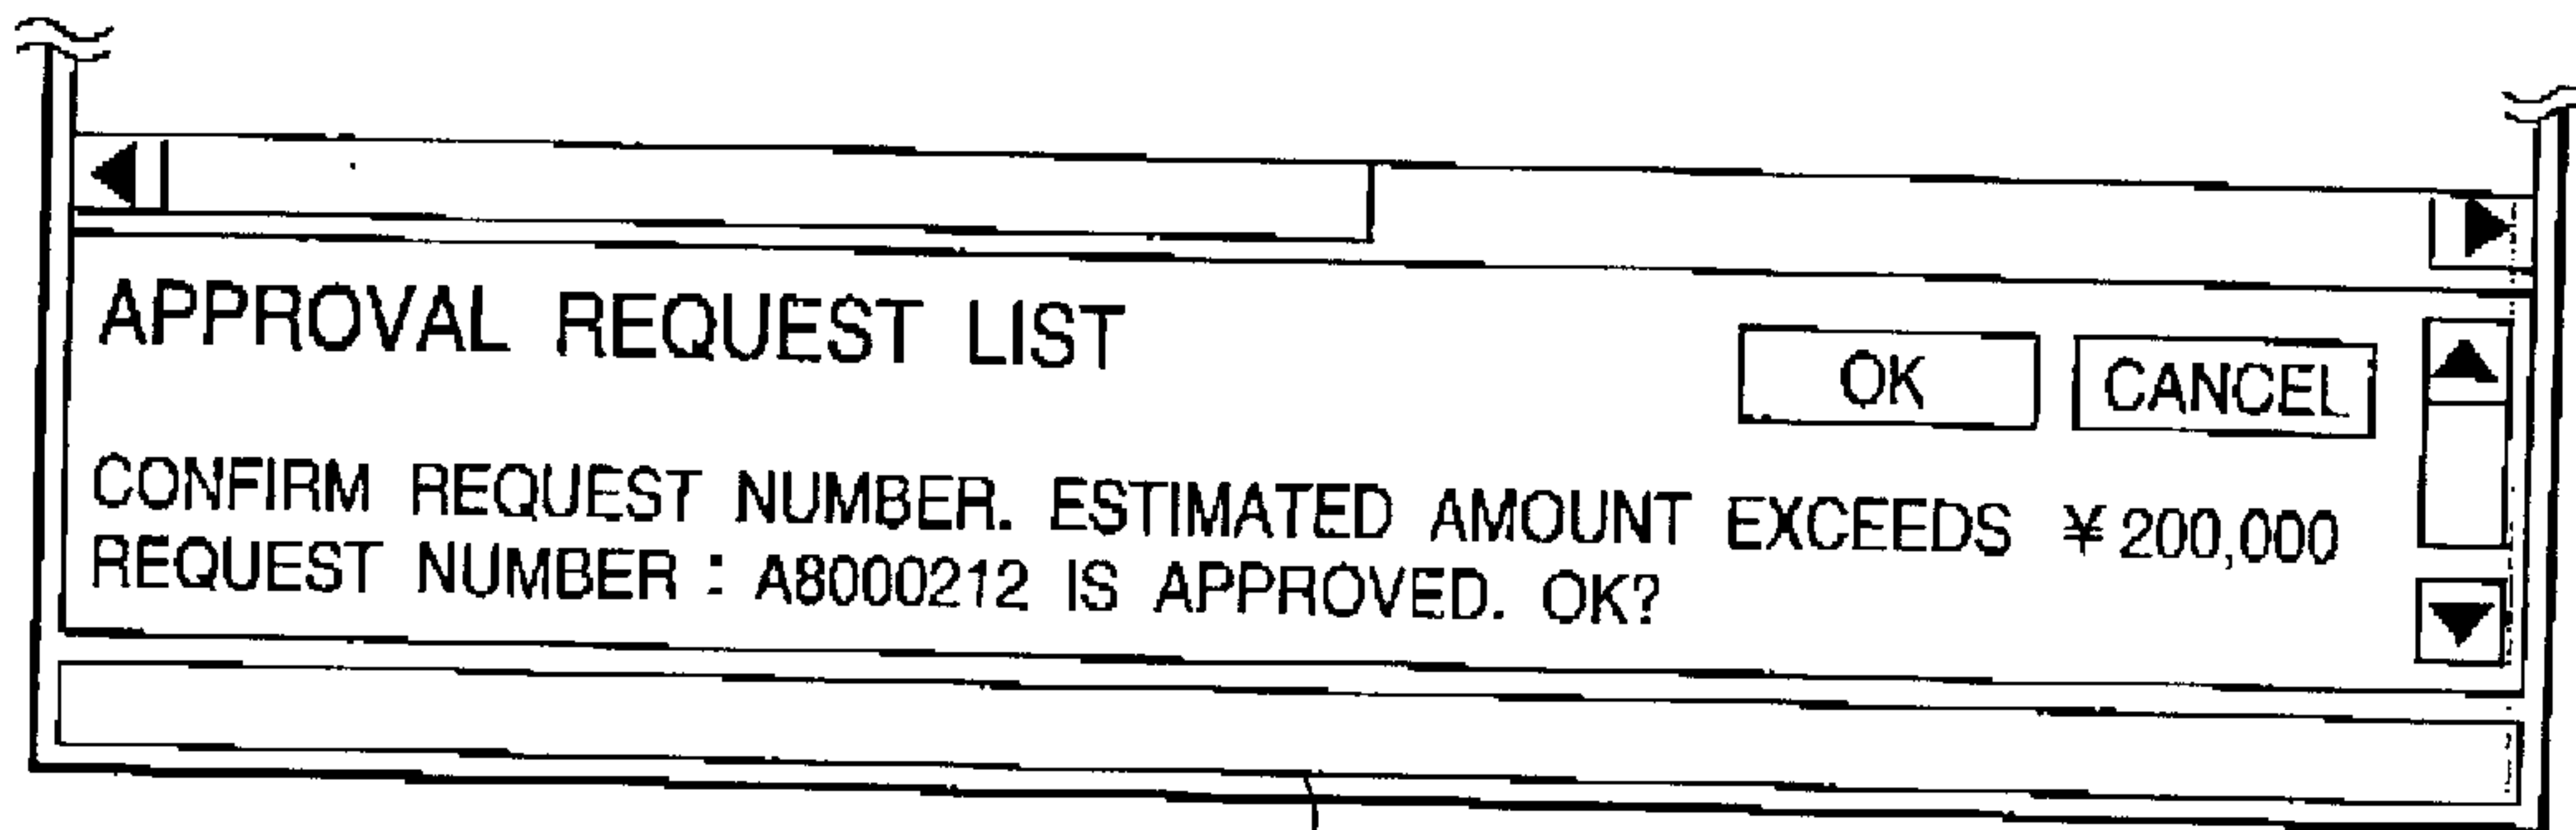 APPROVAL REQUEST LIST
OK CANCEL
CONFIRM REQUEST NUMBER. ESTIMATED AMOUNT EXCEEDS ¥200,000
REQUEST NUMBER : A8000212 IS APPROVED. OK?